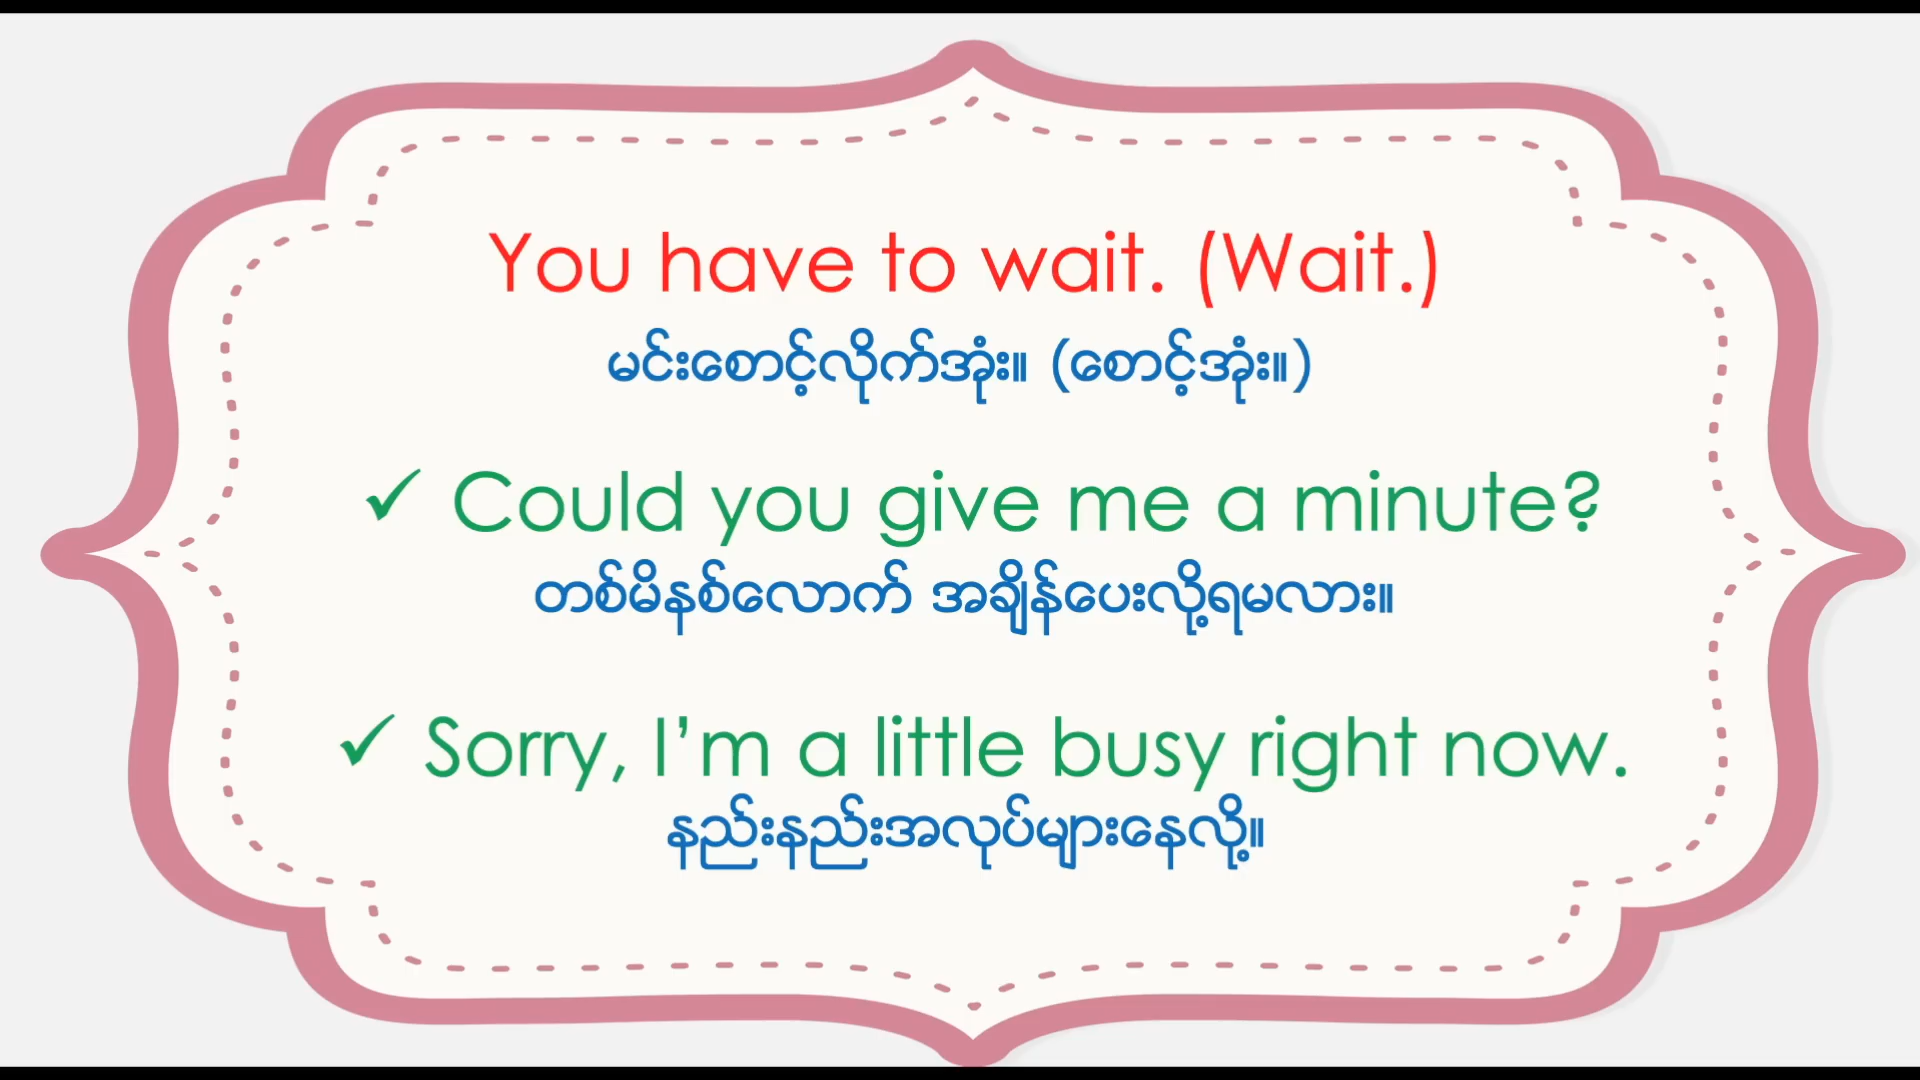 You have to wait. (Wait.)
မင်းစောင့်လိုက်အုံး။ (စောင့်အုံး။)
✓ Could you give me a minute?
တစ်မိနစ်လောက် အချိန်ပေးလို့ရမလား။
✓ Sorry, I’m a little busy right now.
နည်းနည်းအလုပ်များနေလို့။